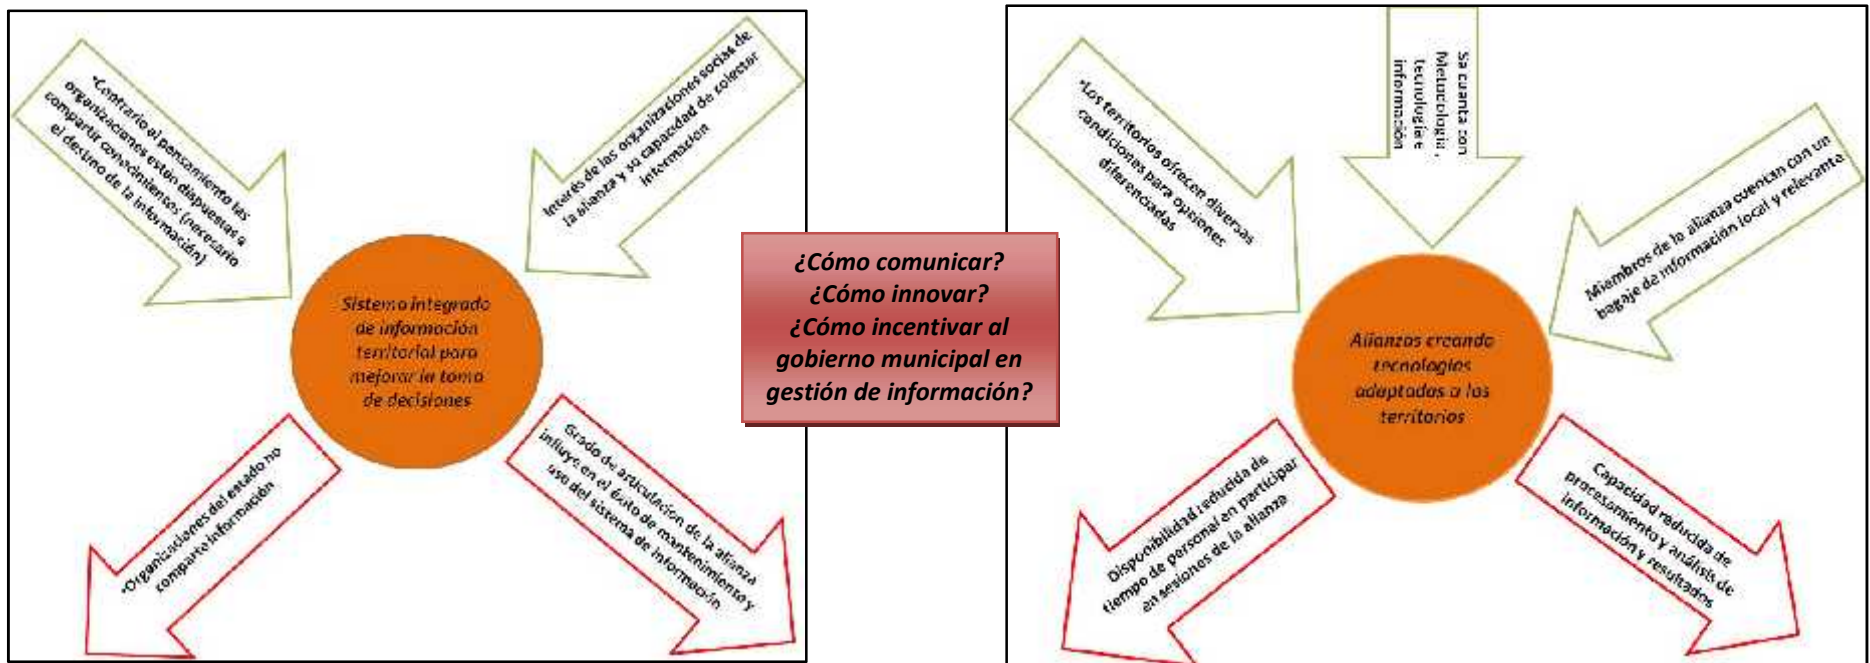 *Contrario al pensamiento las
organizaciones están dispuestas a
compartir conocimientos (necesario
el destino de la información)
Interés de las organizaciones socias de
la alianza y su capacidad de colectar
información
Sistema integrado
de información
territorial para
mejorar la toma
de decisiones
*Organizaciones del estado no
comparte información
Grado de articulación de la alianza
influye en el éxito de mantenimiento y
uso del sistema de información
¿Cómo comunicar?
¿Cómo innovar?
¿Cómo incentivar al
gobierno municipal en
gestión de información?
*Los territorios ofrecen diversas
condiciones para opciones
diferenciadas
Se cuenta con
Metodología,
tecnología e
información
Miembros de la alianza cuentan con un
bagaje de información local y relevante
Alianzas creando
tecnologías
adaptadas a los
territorios
Disponibilidad reducida de
tiempo de personal en participar
en sesiones de la alianza
Capacidad reducida de
procesamiento y análisis de
información y resultados